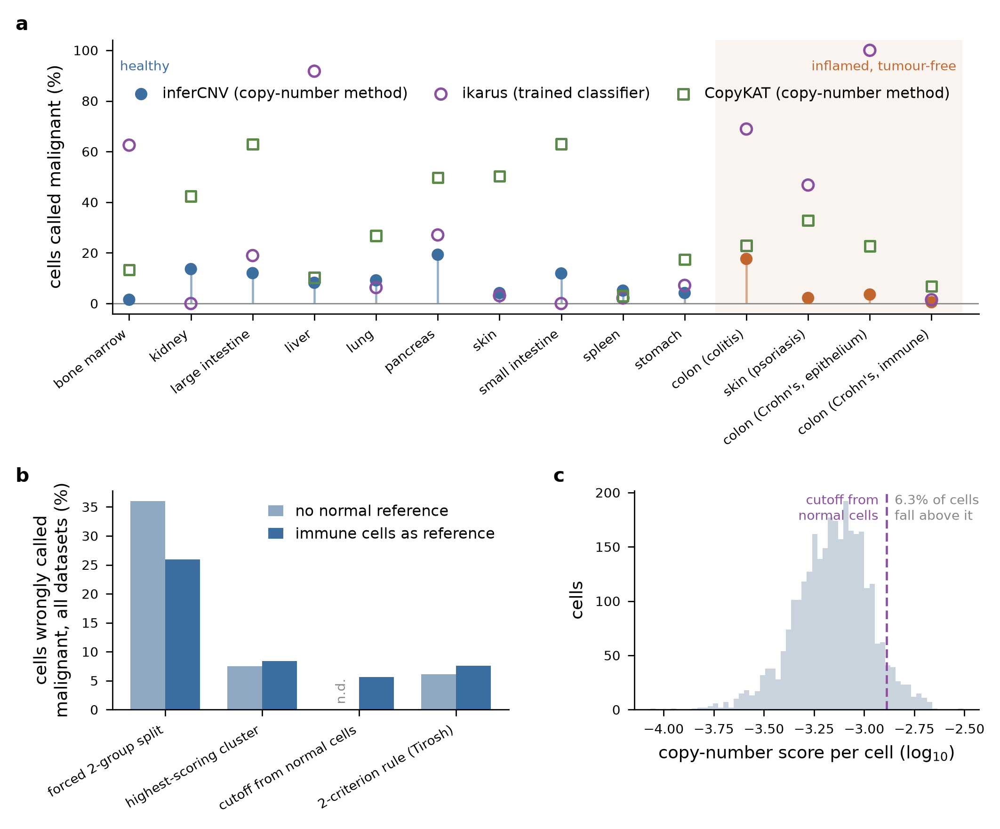 a
cells called malignant (%)
100
80
60
40
20
0
healthy
inflamed, tumour-free
inferCNV (copy-number method)
ikarus (trained classifier)
CopyKAT (copy-number method)
bone marrow
kidney
large intestine
liver
lung
pancreas
skin
small intestine
spleen
stomach
colon (colitis)
skin (psoriasis)
colon (Crohn's, epithelium)
colon (Crohn's, immune)
b
cells wrongly called
malignant, all datasets (%)
35
30
25
20
15
10
5
0
no normal reference
immune cells as reference
n.d.
forced 2-group split
highest-scoring cluster
cutoff from normal cells
2-criterion rule (Tirosh)
c
cells
200
150
100
50
0
cutoff from
normal cells
6.3% of cells
fall above it
−4.00
−3.75
−3.50
−3.25
−3.00
−2.75
−2.50
copy-number score per cell (log₁₀)